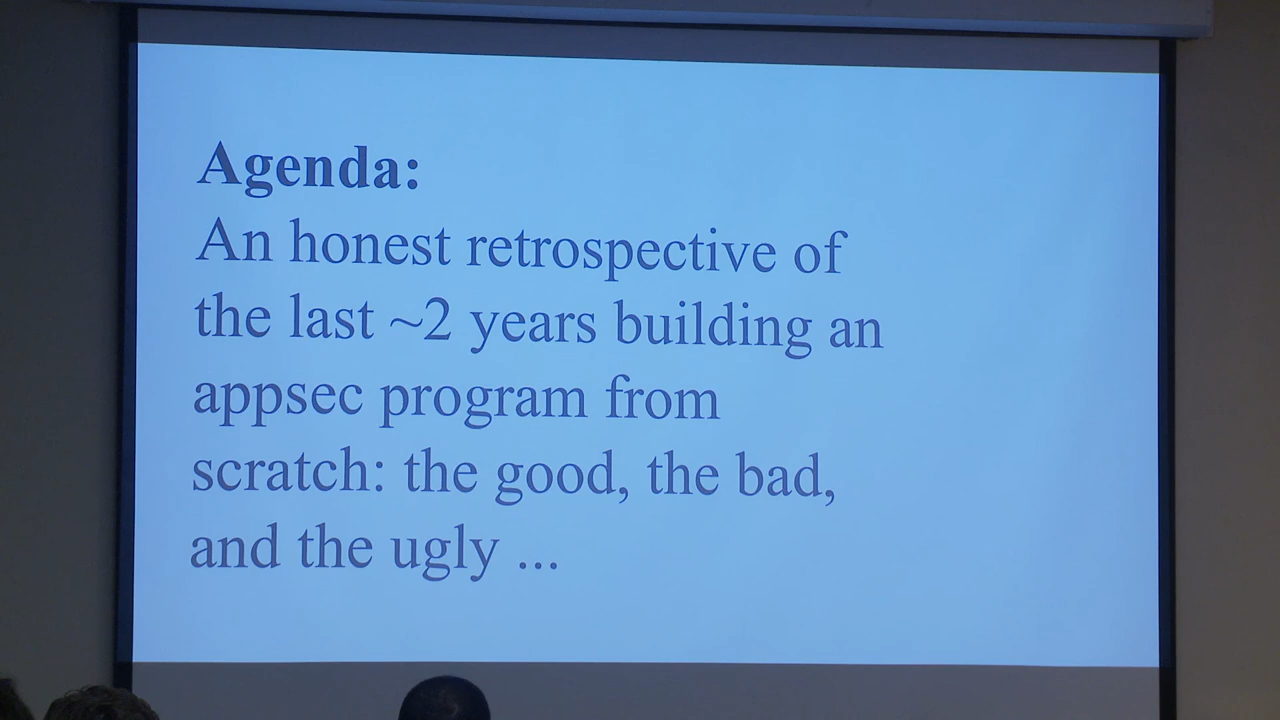 Agenda:
An honest retrospective of
the last ~2 years building an
appsec program from
scratch: the good, the bad,
and the ugly ...